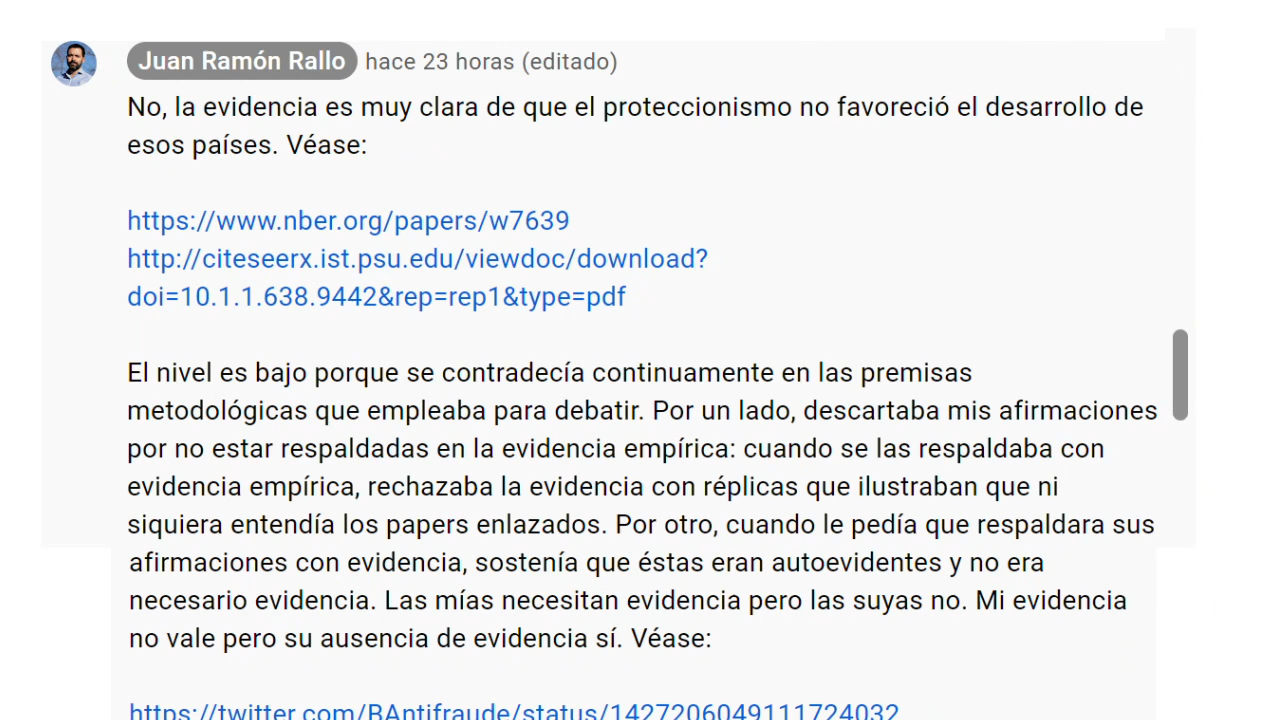 Juan Ramón Rallo hace 23 horas (editado)
No, la evidencia es muy clara de que el proteccionismo no favoreció el desarrollo de
esos países. Véase:
https://www.nber.org/papers/w7639
http://citeseerx.ist.psu.edu/viewdoc/download?
doi=10.1.1.638.9442&rep=rep1&type=pdf
El nivel es bajo porque se contradecía continuamente en las premisas
metodológicas que empleaba para debatir. Por un lado, descartaba mis afirmaciones
por no estar respaldadas en la evidencia empírica: cuando se las respaldaba con
evidencia empírica, rechazaba la evidencia con réplicas que ilustraban que ni
siquiera entendía los papers enlazados. Por otro, cuando le pedía que respaldara sus
afirmaciones con evidencia, sostenía que éstas eran autoevidentes y no era
necesario evidencia. Las mías necesitan evidencia pero las suyas no. Mi evidencia
no vale pero su ausencia de evidencia sí. Véase:
https://twitter.com/BAntifraude/status/1427206049111724032